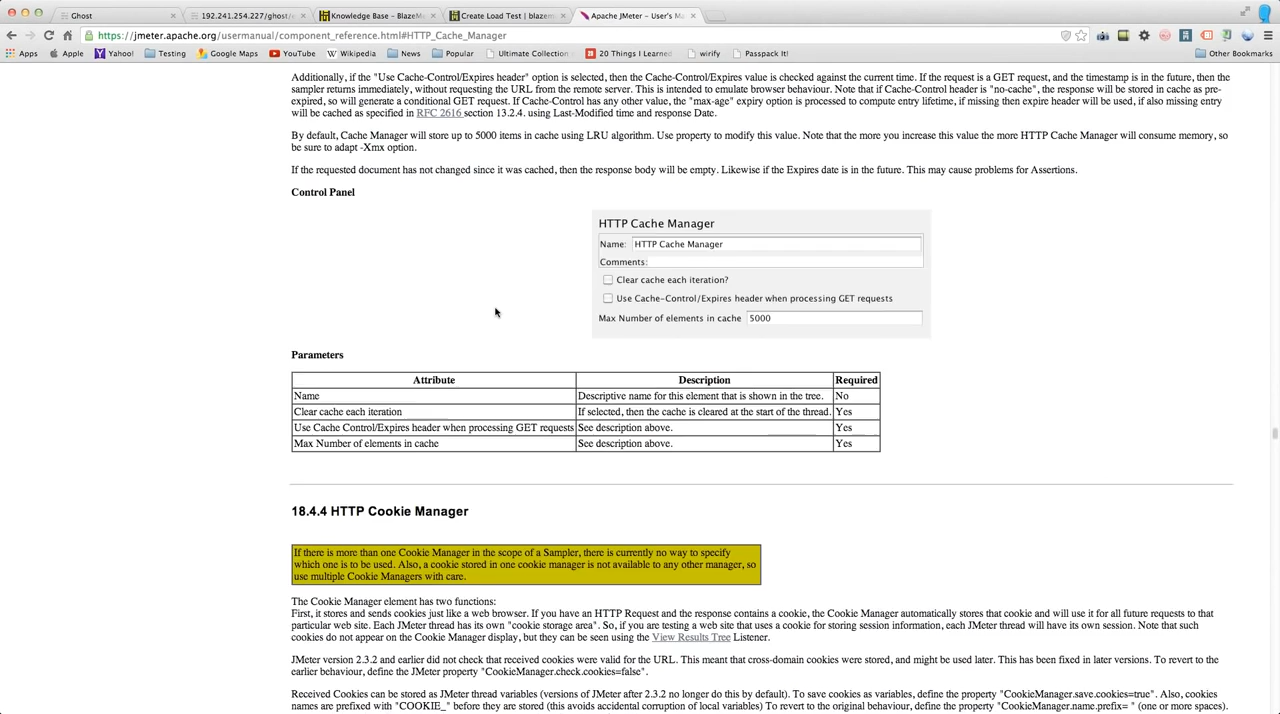 Ghost
192.241.254.227/ghost/e
Knowledge Base - BlazeMe
Create Load Test | blazem
Apache JMeter - User's Ma
https://jmeter.apache.org/usermanual/component_reference.html#HTTP_Cache_Manager
Apps Apple Yahoo! Testing Google Maps YouTube Wikipedia News Popular Ultimate Collection 20 Things I Learned wirify Passpack It! Other Bookmarks
Additionally, if the "Use Cache-Control/Expires header" option is selected, then the Cache-Control/Expires value is checked against the current time. If the request is a GET request, and the timestamp is in the future, then the
sampler returns immediately, without requesting the URL from the remote server. This is intended to emulate browser behaviour. Note that if Cache-Control header is "no-cache", the response will be stored in cache as pre-
expired, so will generate a conditional GET request. If Cache-Control has any other value, the "max-age" expiry option is processed to compute entry lifetime, if missing then expire header will be used, if also missing entry
will be cached as specified in RFC 2616 section 13.2.4. using Last-Modified time and response Date.
By default, Cache Manager will store up to 5000 items in cache using LRU algorithm. Use property to modify this value. Note that the more you increase this value the more HTTP Cache Manager will consume memory, so
be sure to adapt -Xmx option.
If the requested document has not changed since it was cached, then the response body will be empty. Likewise if the Expires date is in the future. This may cause problems for Assertions.
Control Panel
HTTP Cache Manager
Name: HTTP Cache Manager
Comments:
Clear cache each iteration?
Use Cache-Control/Expires header when processing GET requests
Max Number of elements in cache 5000
Parameters
Attribute Description Required
Name Descriptive name for this element that is shown in the tree. No
Clear cache each iteration If selected, then the cache is cleared at the start of the thread. Yes
Use Cache Control/Expires header when processing GET requests See description above. Yes
Max Number of elements in cache See description above. Yes
18.4.4 HTTP Cookie Manager
If there is more than one Cookie Manager in the scope of a Sampler, there is currently no way to specify
which one is to be used. Also, a cookie stored in one cookie manager is not available to any other manager, so
use multiple Cookie Managers with care.
The Cookie Manager element has two functions:
First, it stores and sends cookies just like a web browser. If you have an HTTP Request and the response contains a cookie, the Cookie Manager automatically stores that cookie and will use it for all future requests to that
particular web site. Each JMeter thread has its own "cookie storage area". So, if you are testing a web site that uses a cookie for storing session information, each JMeter thread will have its own session. Note that such
cookies do not appear on the Cookie Manager display, but they can be seen using the View Results Tree Listener.
JMeter version 2.3.2 and earlier did not check that received cookies were valid for the URL. This meant that cross-domain cookies were stored, and might be used later. This has been fixed in later versions. To revert to the
earlier behaviour, define the JMeter property "CookieManager.check.cookies=false".
Received Cookies can be stored as JMeter thread variables (versions of JMeter after 2.3.2 no longer do this by default). To save cookies as variables, define the property "CookieManager.save.cookies=true". Also, cookies
names are prefixed with "COOKIE_" before they are stored (this avoids accidental corruption of local variables) To revert to the original behaviour, define the property "CookieManager.name.prefix= " (one or more spaces).